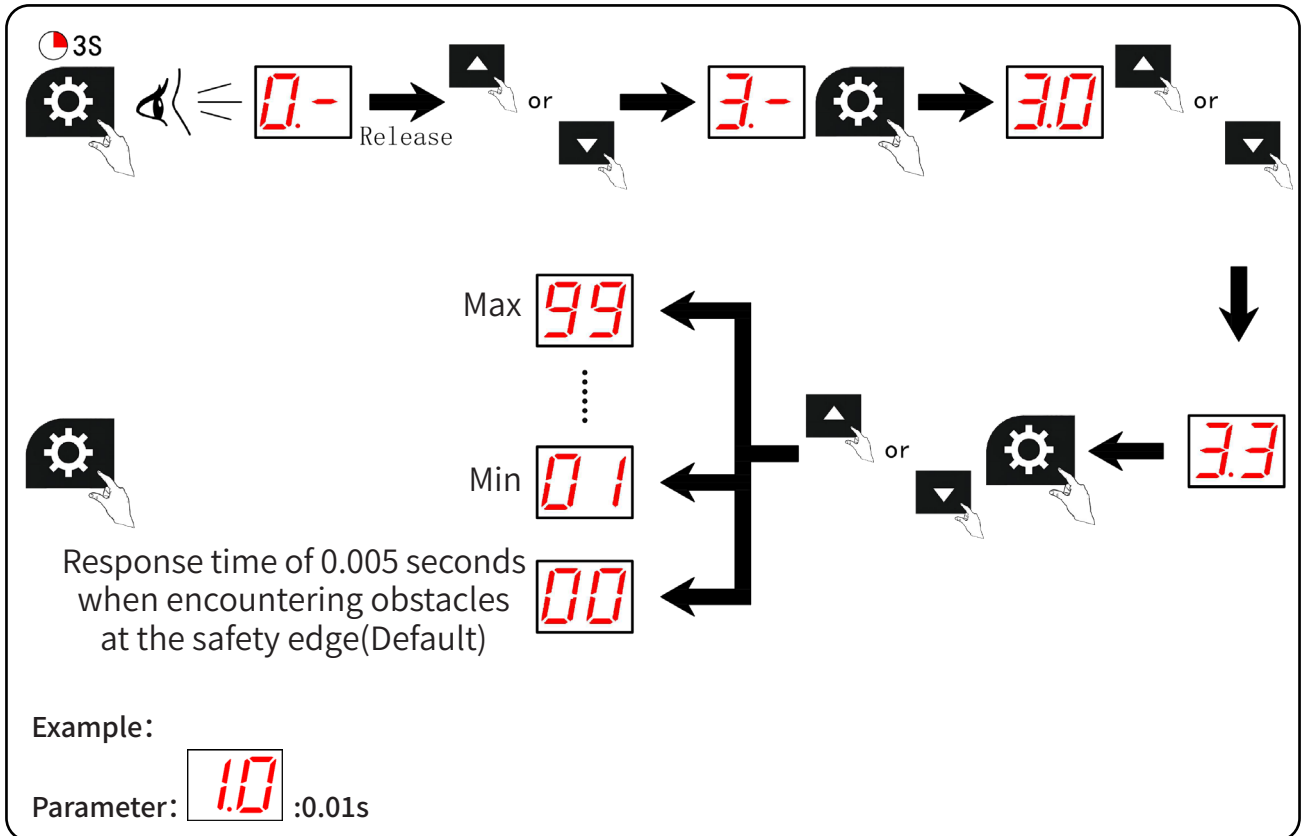 3S
0.-
Release
or
3.-
3.0
or
Max 99
Min 01
or
3.3
Response time of 0.005 seconds
when encountering obstacles
at the safety edge(Default)
00
Example:
Parameter: 1.0 :0.01s